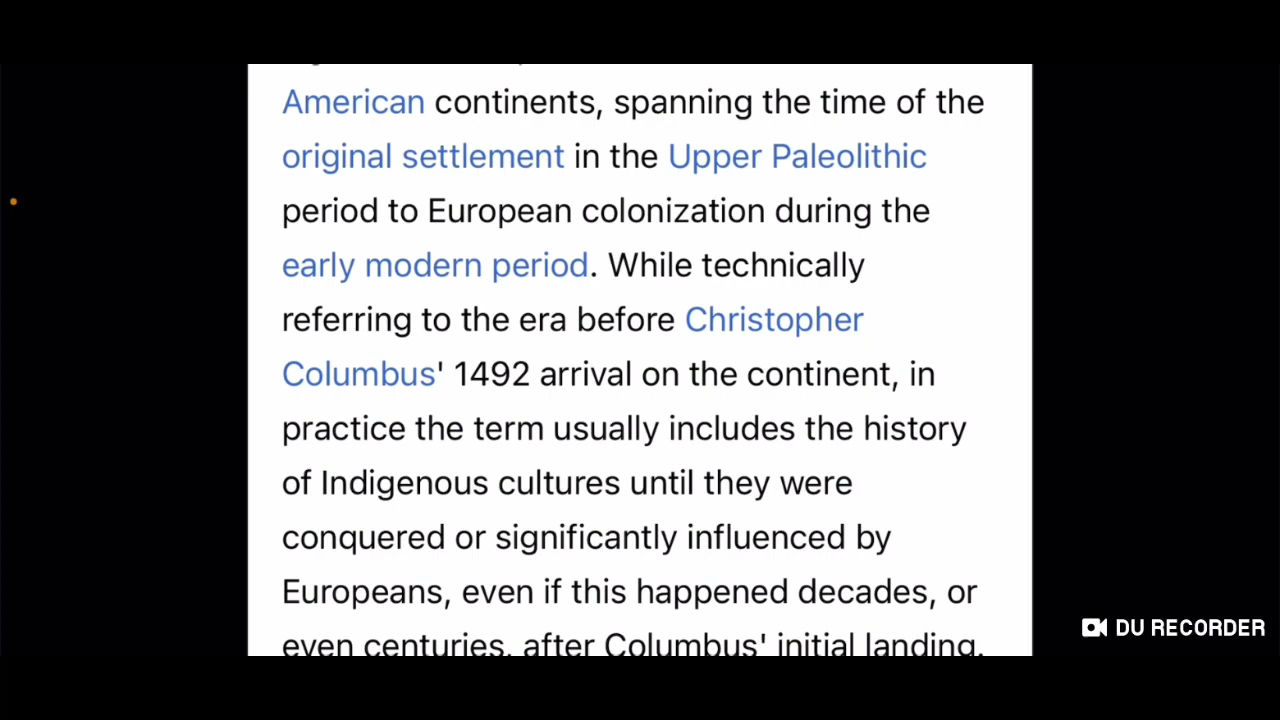 American continents, spanning the time of the
original settlement in the Upper Paleolithic
period to European colonization during the
early modern period. While technically
referring to the era before Christopher
Columbus' 1492 arrival on the continent, in
practice the term usually includes the history
of Indigenous cultures until they were
conquered or significantly influenced by
Europeans, even if this happened decades, or
even centuries, after Columbus' initial landing.
DU RECORDER